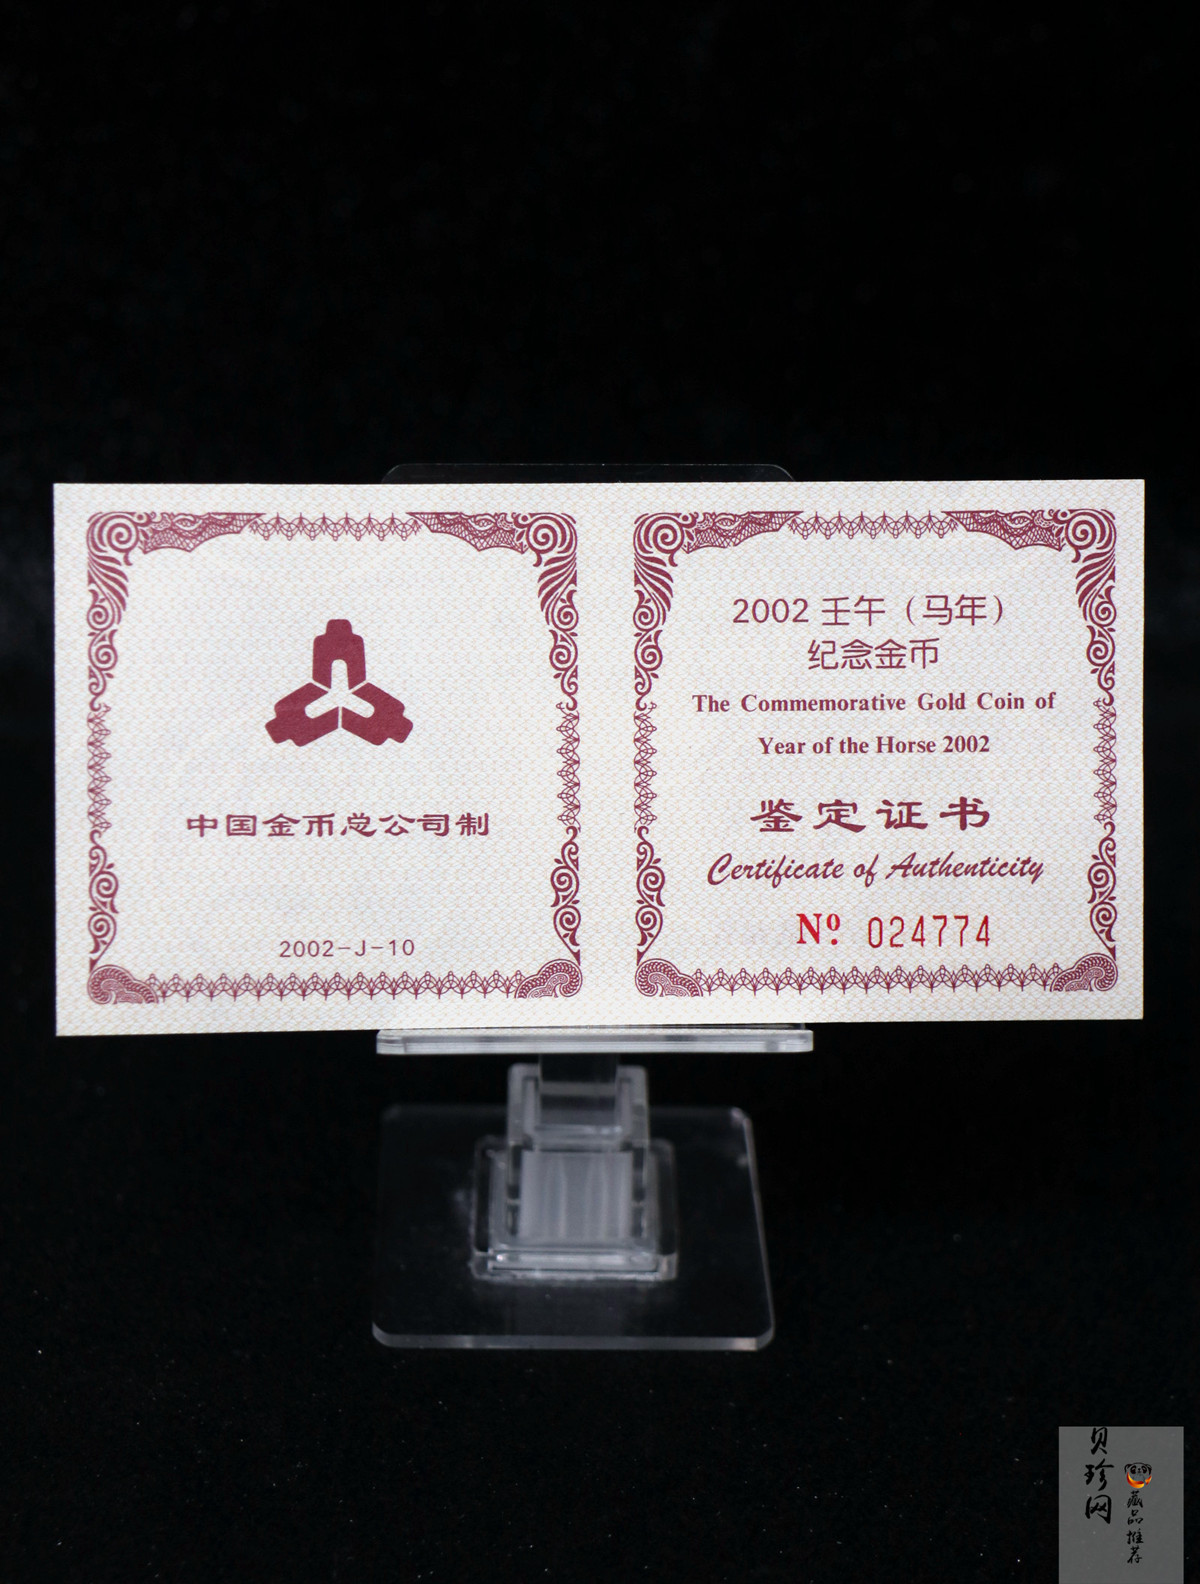 中国金币总公司制
2002-J-10
2002 壬午（马年）
纪念金币
The Commemorative Gold Coin of
Year of the Horse 2002
鉴定证书
Certificate of Authenticity
Nº 024774
贝珍网
藏品推荐